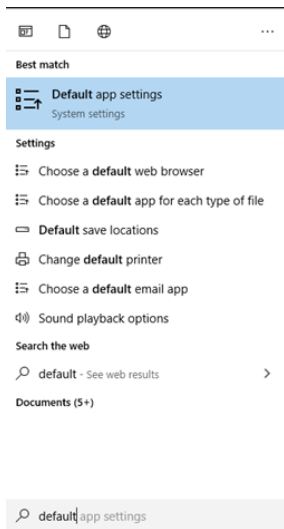 ...
Best match
Default app settings
System settings
Settings
Choose a default web browser
Choose a default app for each type of file
Default save locations
Change default printer
Choose a default email app
Sound playback options
Search the web
default - See web results
Documents (5+)
default app settings